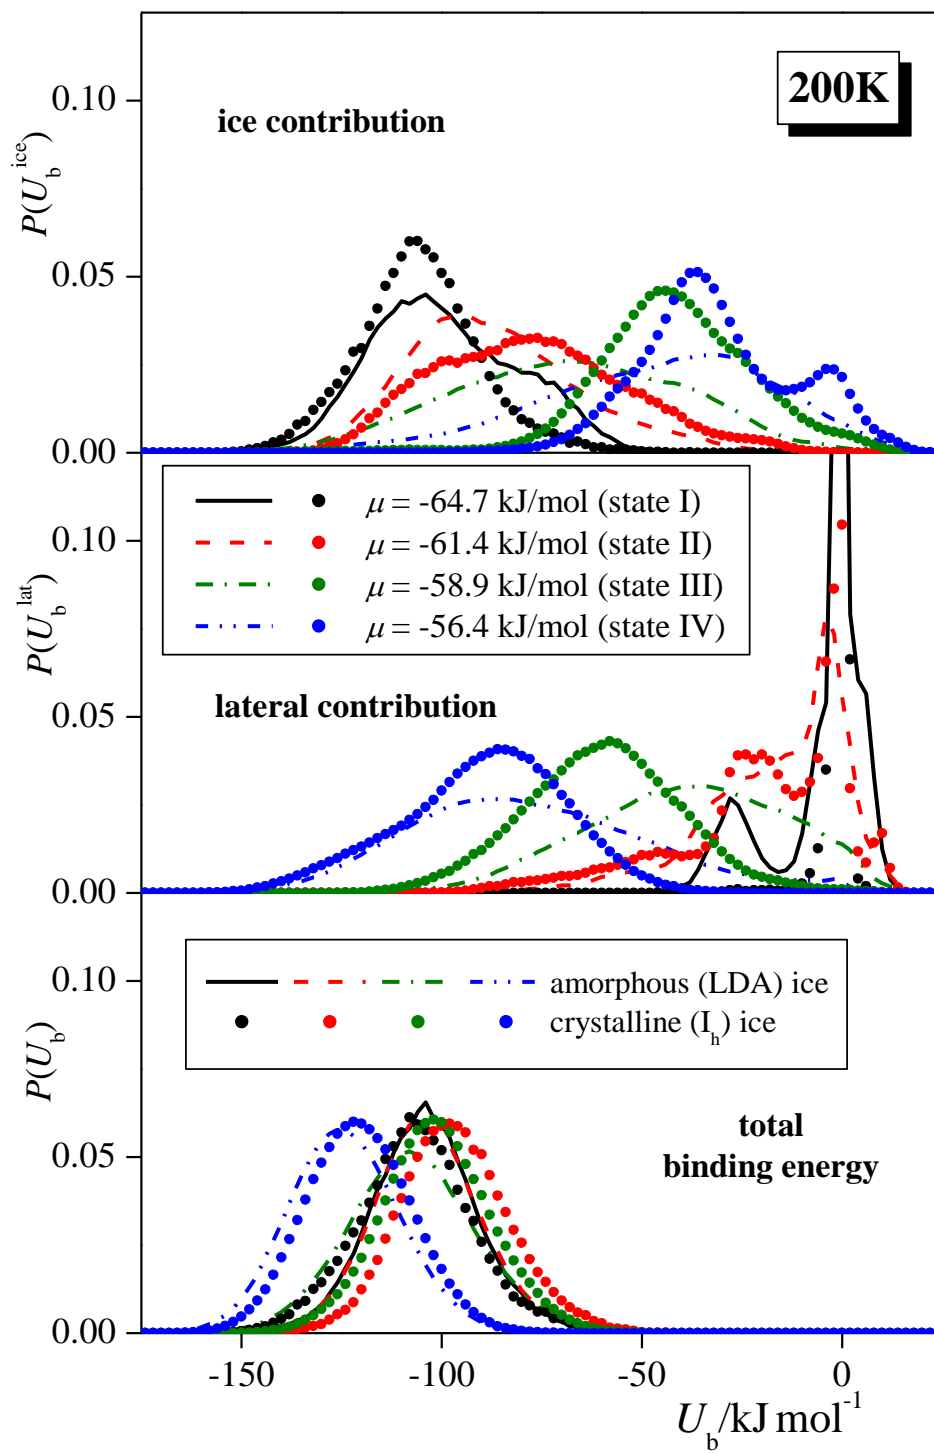 200K
ice contribution
P(U_b^ice)
0.10
0.05
0.00
μ = -64.7 kJ/mol (state I)
μ = -61.4 kJ/mol (state II)
μ = -58.9 kJ/mol (state III)
μ = -56.4 kJ/mol (state IV)
P(U_b^lat)
0.10
0.05
0.00
lateral contribution
amorphous (LDA) ice
crystalline (I_h) ice
P(U_b)
0.10
0.05
0.00
total
binding energy
-150 -100 -50 0
U_b/kJ mol^-1